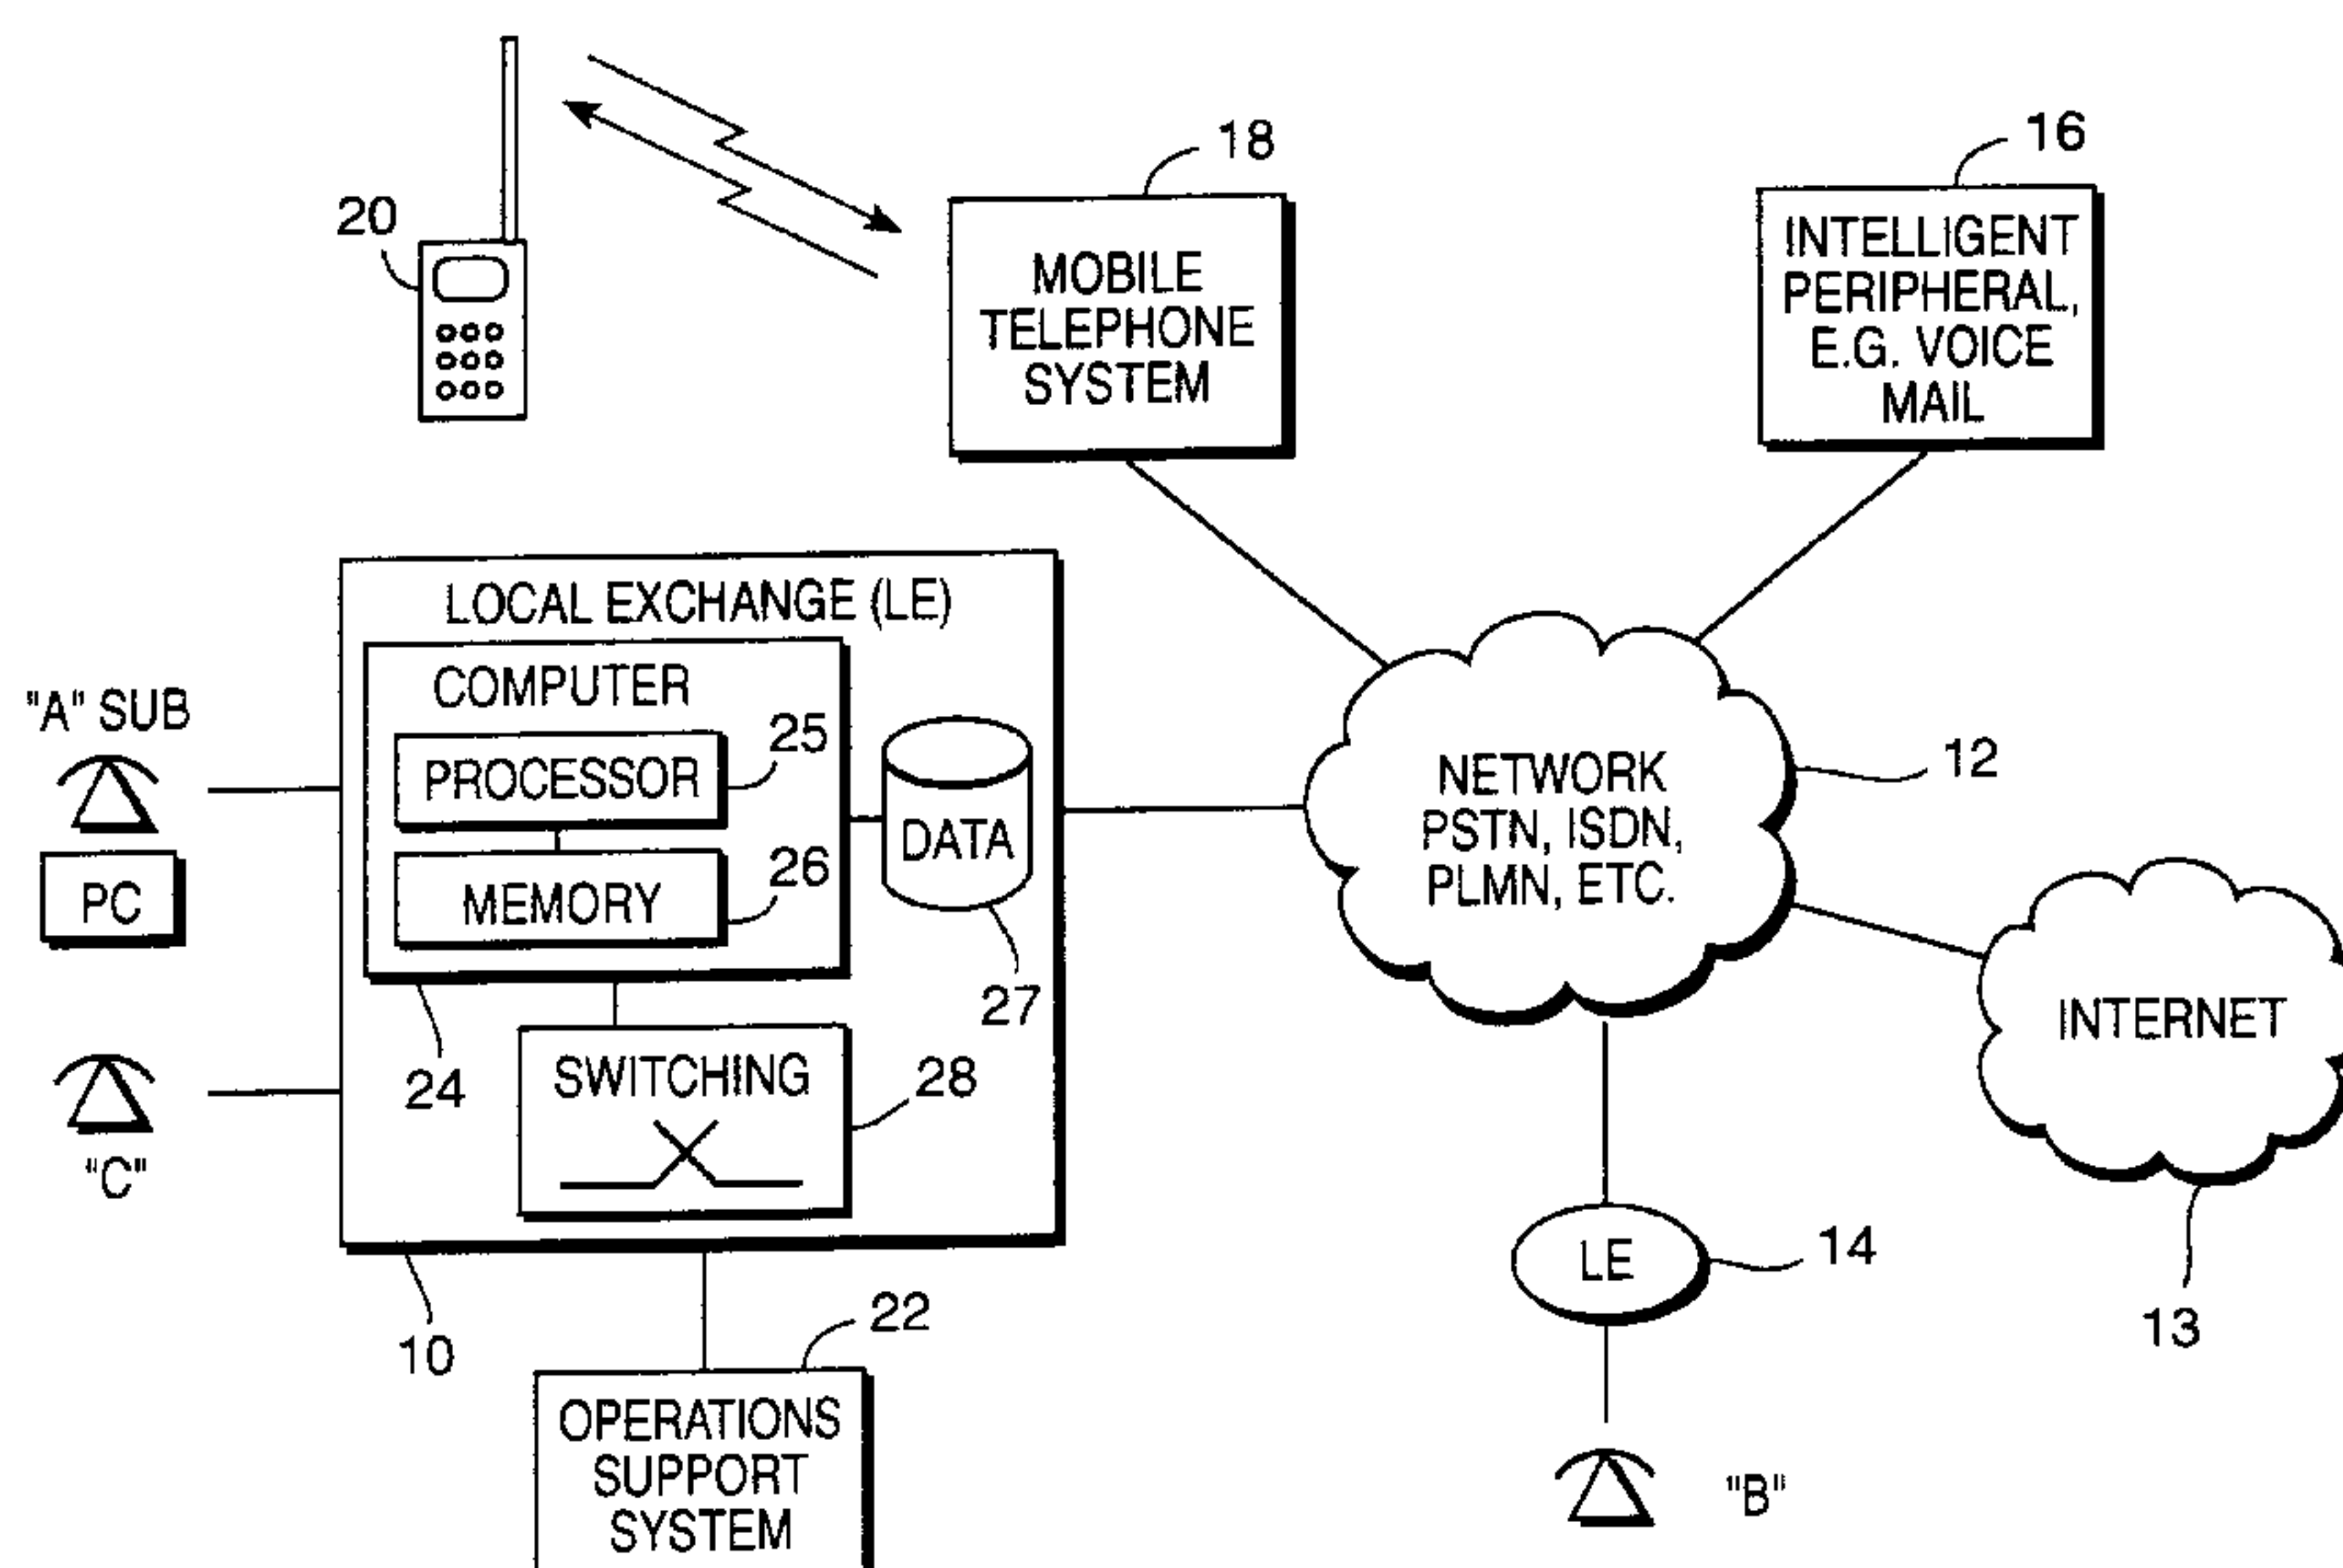 20
18
MOBILE
TELEPHONE
SYSTEM
16
INTELLIGENT
PERIPHERAL,
E.G. VOICE
MAIL
LOCAL EXCHANGE (LE)
COMPUTER
PROCESSOR
25
MEMORY
26
DATA
27
24
SWITCHING
28
10
"A" SUB
PC
"C"
22
OPERATIONS
SUPPORT
SYSTEM
NETWORK
PSTN, ISDN,
PLMN, ETC.
12
INTERNET
13
LE
14
"B"